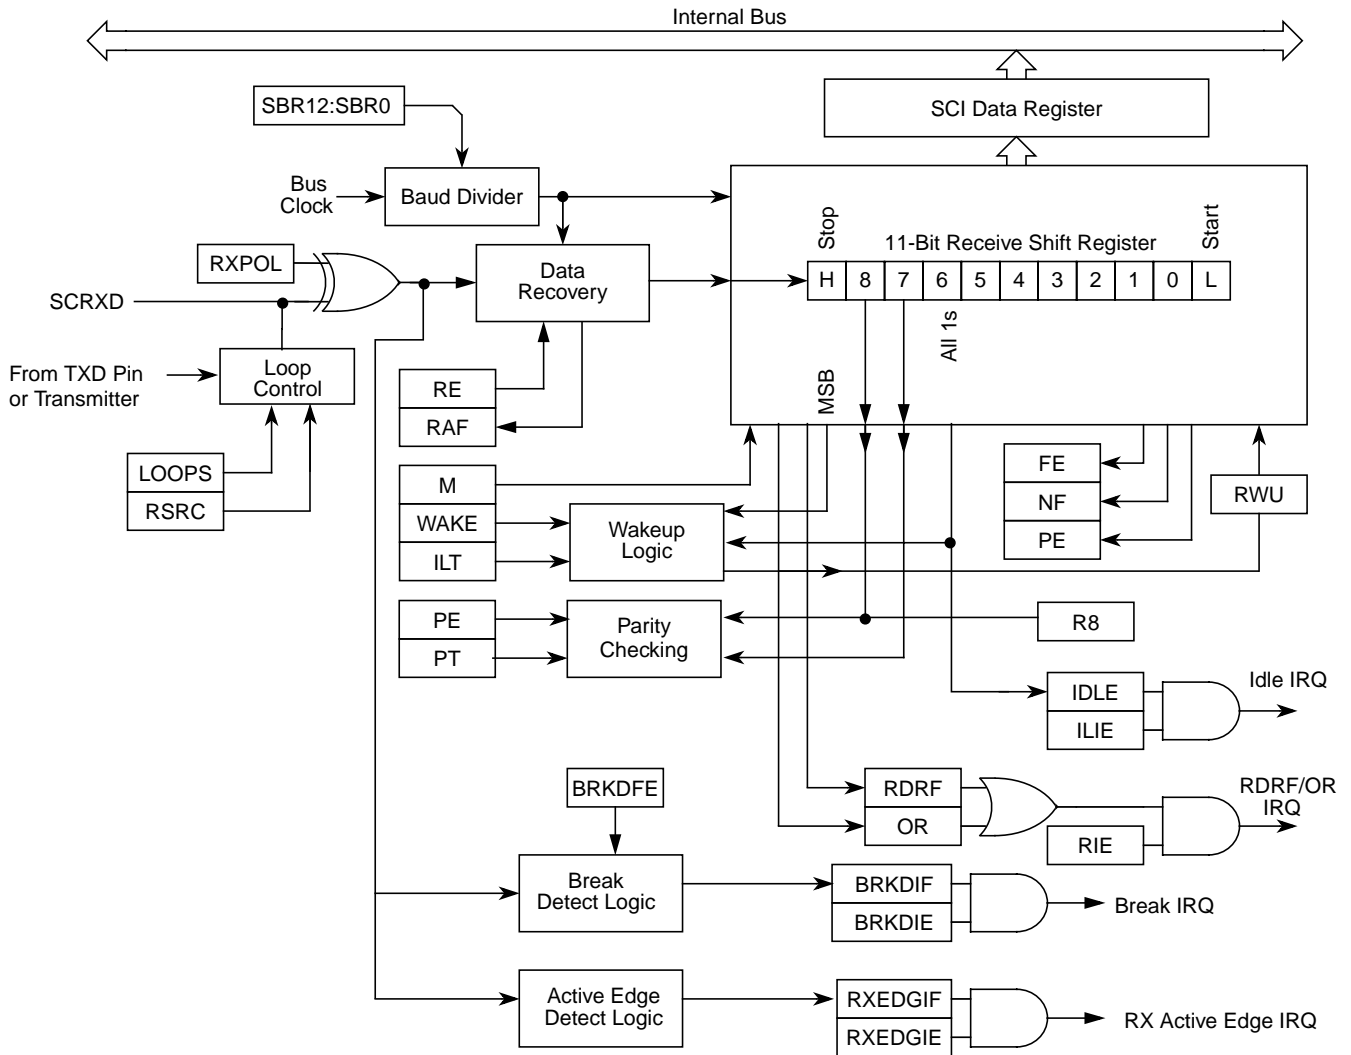 Internal Bus
SBR12:SBR0
SCI Data Register
Bus
Clock
Baud Divider
Stop
11-Bit Receive Shift Register
Start
RXPOL
Data
Recovery
H 8 7 6 5 4 3 2 1 0 L
SCRXD
All 1s
Loop
Control
From TXD Pin
or Transmitter
RE
RAF
MSB
LOOPS
RSRC
M
WAKE
ILT
Wakeup
Logic
FE
NF
PE
RWU
PE
PT
Parity
Checking
R8
IDLE
ILIE
Idle IRQ
BRKDFE
RDRF
OR
RIE
RDRF/OR
IRQ
Break
Detect Logic
BRKDIF
BRKDIE
Break IRQ
Active Edge
Detect Logic
RXEDGIF
RXEDGIE
RX Active Edge IRQ